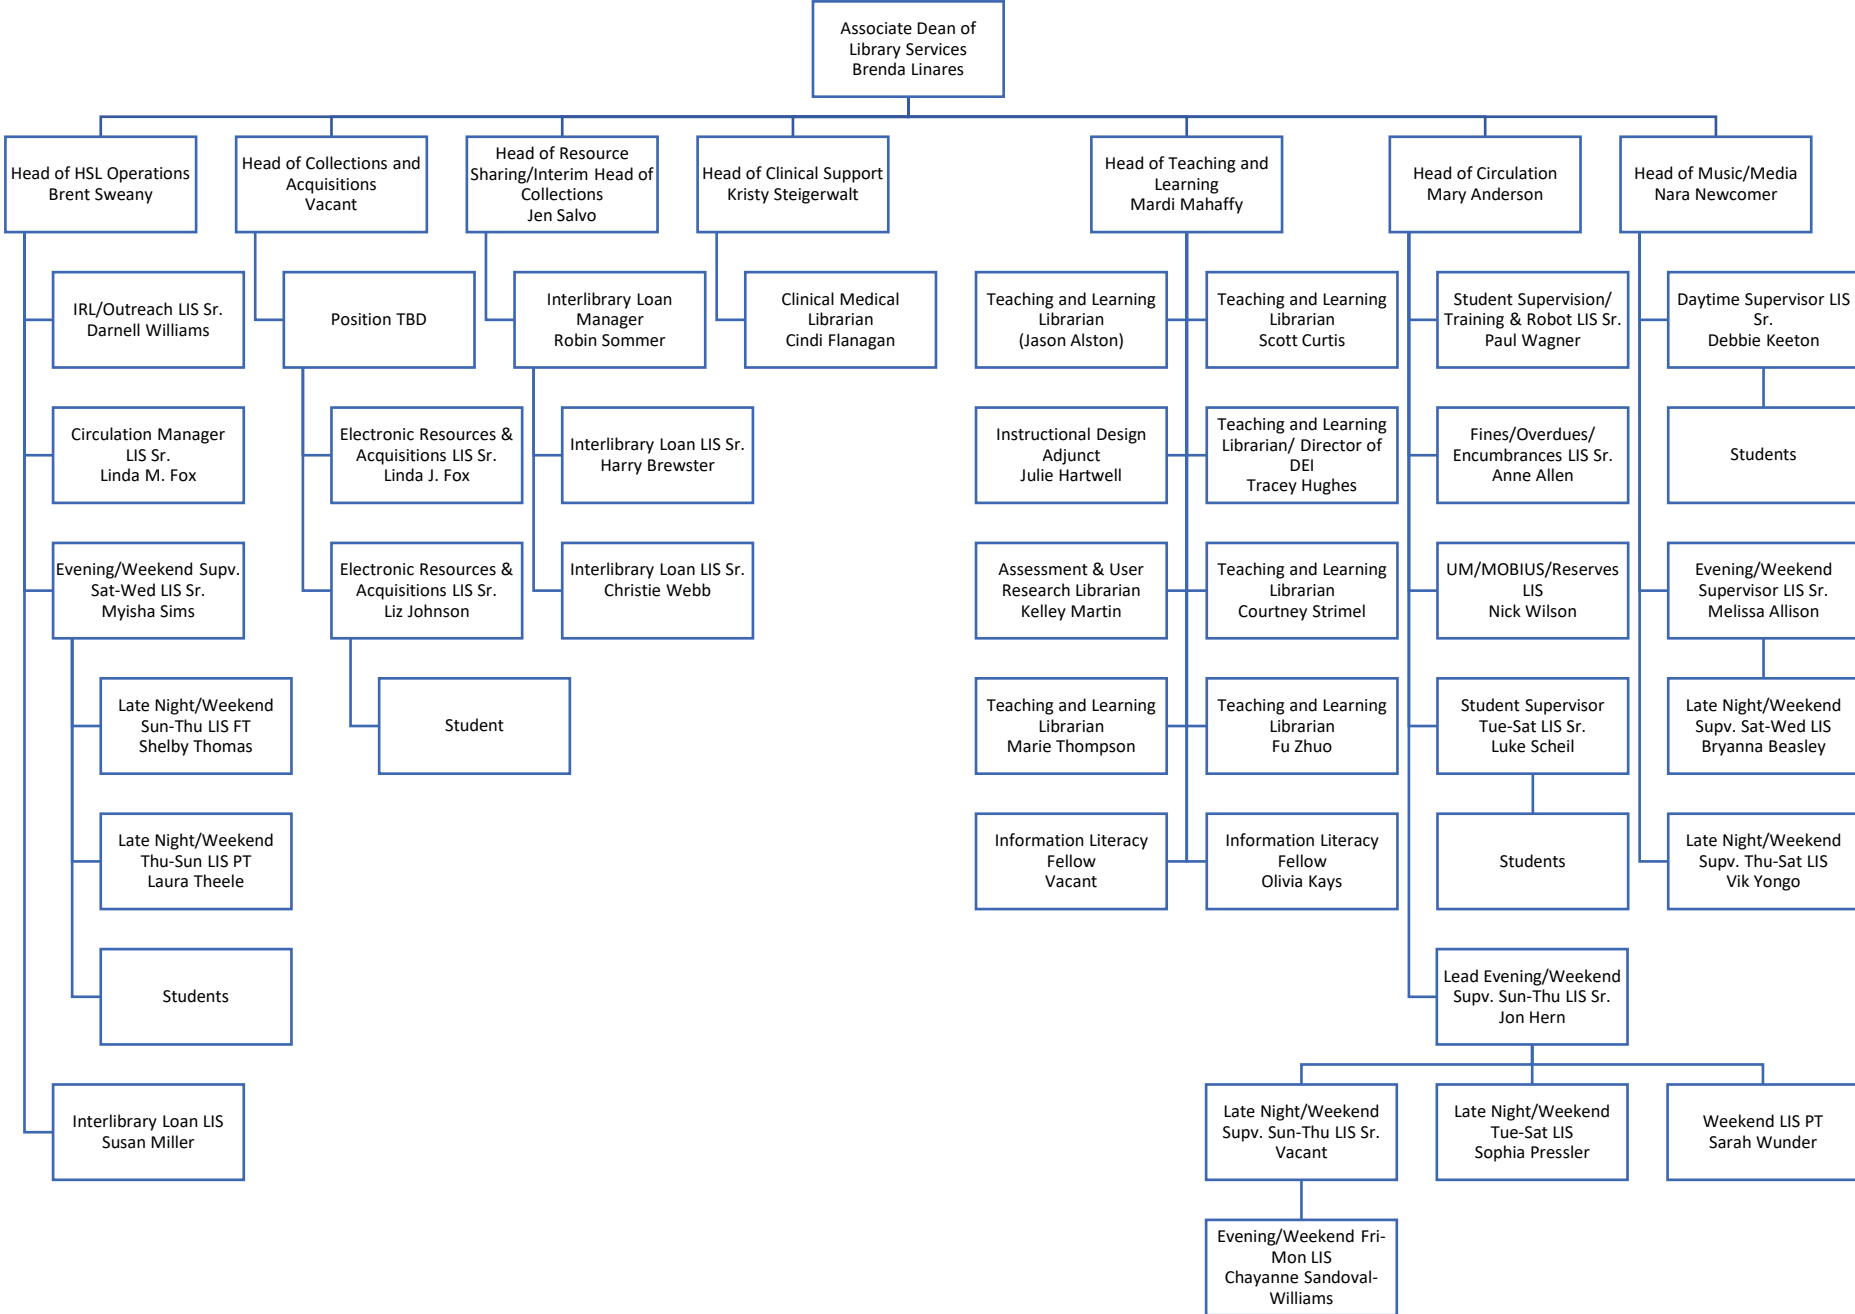 Associate Dean of
Library Services
Brenda Linares
Head of HSL Operations
Brent Sweany
Head of Collections and
Acquisitions
Vacant
Head of Resource
Sharing/Interim Head of
Collections
Jen Salvo
Head of Clinical Support
Kristy Steigerwalt
Head of Teaching and
Learning
Mardi Mahaffy
Head of Circulation
Mary Anderson
Head of Music/Media
Nara Newcomer
IRL/Outreach LIS Sr.
Darnell Williams
Position TBD
Interlibrary Loan
Manager
Robin Sommer
Clinical Medical
Librarian
Cindi Flanagan
Teaching and Learning
Librarian
(Jason Alston)
Teaching and Learning
Librarian
Scott Curtis
Student Supervision/
Training & Robot LIS Sr.
Paul Wagner
Daytime Supervisor LIS
Sr.
Debbie Keeton
Circulation Manager
LIS Sr.
Linda M. Fox
Electronic Resources &
Acquisitions LIS Sr.
Linda J. Fox
Interlibrary Loan LIS Sr.
Harry Brewster
Instructional Design
Adjunct
Julie Hartwell
Teaching and Learning
Librarian/ Director of
DEI
Tracey Hughes
Fines/Overdues/
Encumbrances LIS Sr.
Anne Allen
Students
Evening/Weekend Supv.
Sat-Wed LIS Sr.
Myisha Sims
Electronic Resources &
Acquisitions LIS Sr.
Liz Johnson
Interlibrary Loan LIS Sr.
Christie Webb
Assessment & User
Research Librarian
Kelley Martin
Teaching and Learning
Librarian
Courtney Strimel
UM/MOBIUS/Reserves
LIS
Nick Wilson
Evening/Weekend
Supervisor LIS Sr.
Melissa Allison
Late Night/Weekend
Sun-Thu LIS FT
Shelby Thomas
Student
Teaching and Learning
Librarian
Marie Thompson
Teaching and Learning
Librarian
Fu Zhuo
Student Supervisor
Tue-Sat LIS Sr.
Luke Scheil
Late Night/Weekend
Supv. Sat-Wed LIS
Bryanna Beasley
Late Night/Weekend
Thu-Sun LIS PT
Laura Theele
Information Literacy
Fellow
Vacant
Information Literacy
Fellow
Olivia Kays
Students
Late Night/Weekend
Supv. Thu-Sat LIS
Vik Yongo
Students
Lead Evening/Weekend
Supv. Sun-Thu LIS Sr.
Jon Hern
Interlibrary Loan LIS
Susan Miller
Late Night/Weekend
Supv. Sun-Thu LIS Sr.
Vacant
Late Night/Weekend
Tue-Sat LIS
Sophia Pressler
Weekend LIS PT
Sarah Wunder
Evening/Weekend Fri-
Mon LIS
Chayanne Sandoval-
Williams